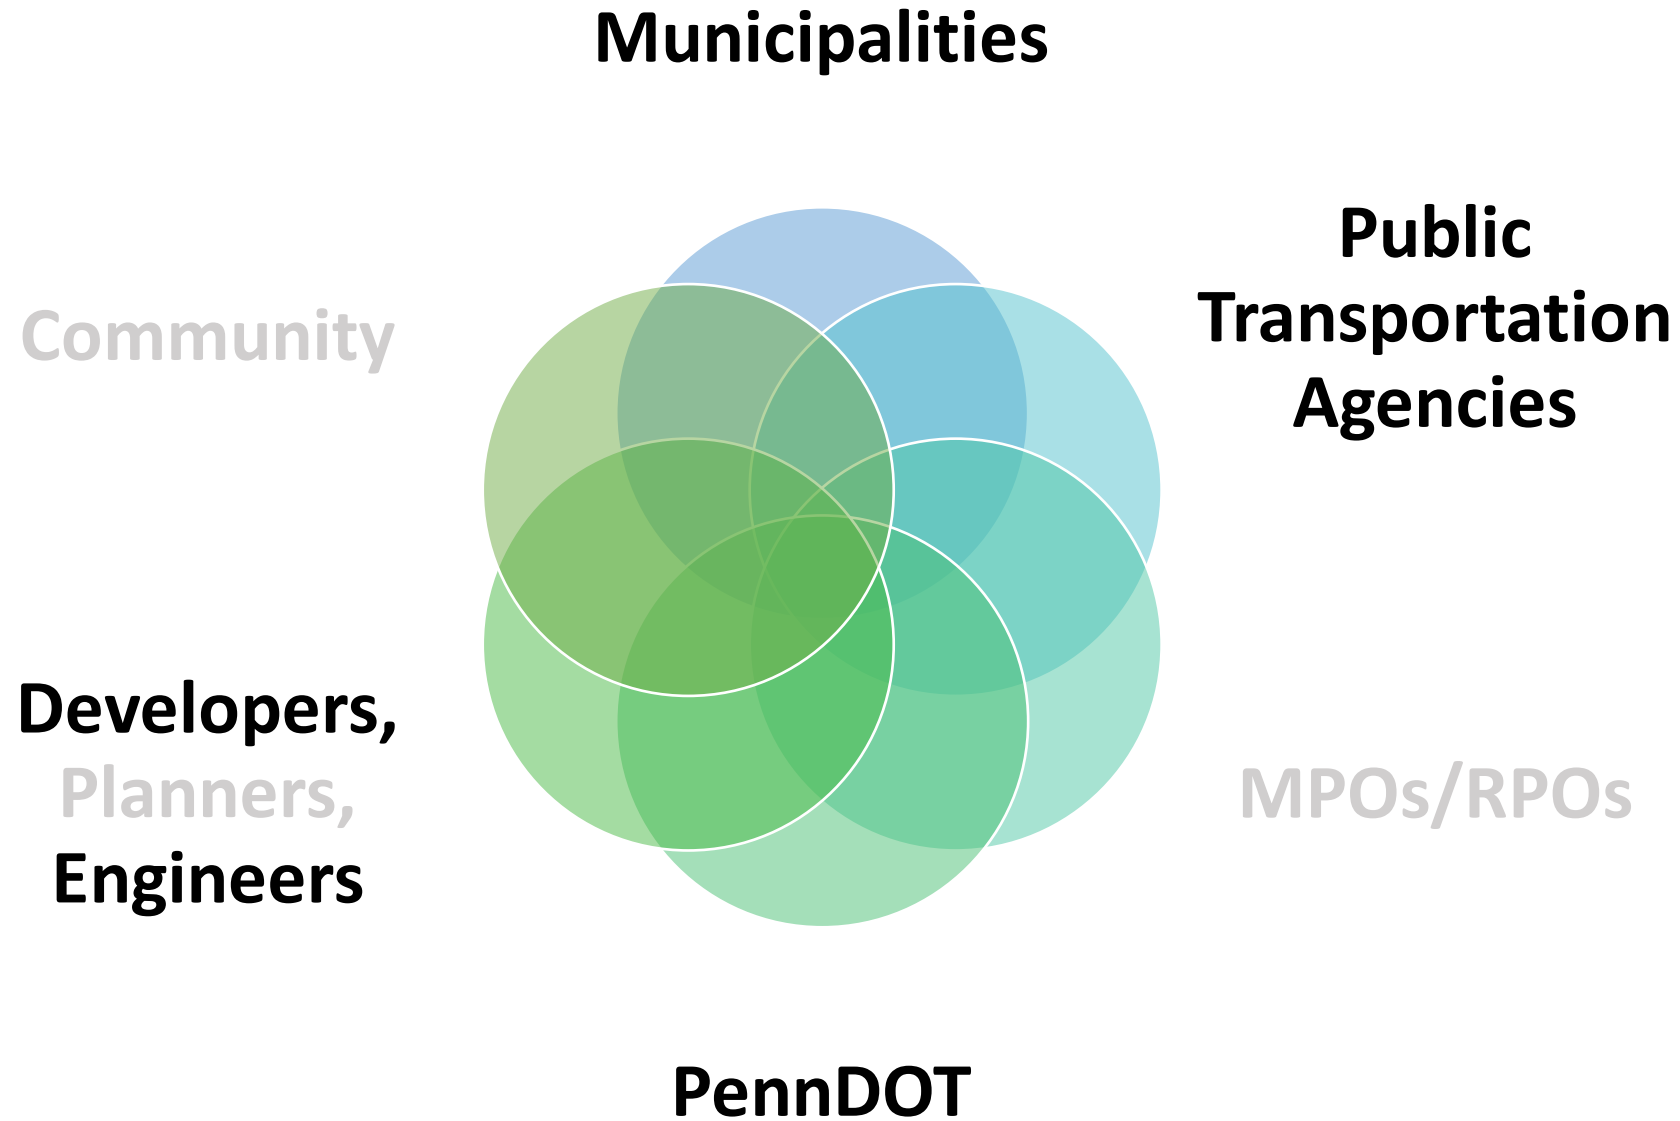 Municipalities
Public
Transportation
Agencies
Community
Developers,
Planners,
Engineers
MPOs/RPOs
PennDOT